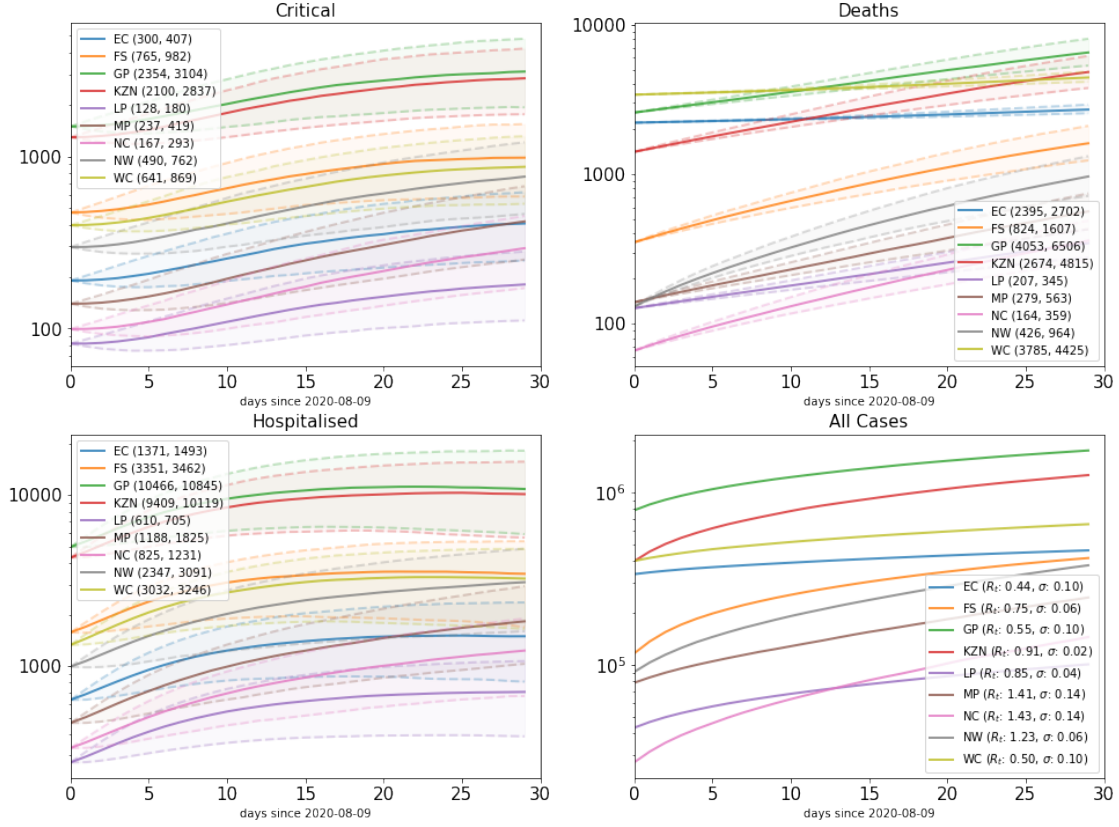 Critical
EC (300, 407)
FS (765, 982)
GP (2354, 3104)
KZN (2100, 2837)
LP (128, 180)
MP (237, 419)
NC (167, 293)
NW (490, 762)
WC (641, 869)
1000
100
0 5 10 15 20 25 30
days since 2020-08-09
Deaths
10000
1000
100
EC (2395, 2702)
FS (824, 1607)
GP (4053, 6506)
KZN (2674, 4815)
LP (207, 345)
MP (279, 563)
NC (164, 359)
NW (426, 964)
WC (3785, 4425)
0 5 10 15 20 25 30
days since 2020-08-09
Hospitalised
EC (1371, 1493)
FS (3351, 3462)
GP (10466, 10845)
KZN (9409, 10119)
LP (610, 705)
MP (1188, 1825)
NC (825, 1231)
NW (2347, 3091)
WC (3032, 3246)
10000
1000
0 5 10 15 20 25 30
days since 2020-08-09
All Cases
10⁶
10⁵
EC (Rₜ: 0.44, σ: 0.10)
FS (Rₜ: 0.75, σ: 0.06)
GP (Rₜ: 0.55, σ: 0.10)
KZN (Rₜ: 0.91, σ: 0.02)
LP (Rₜ: 0.85, σ: 0.04)
MP (Rₜ: 1.41, σ: 0.14)
NC (Rₜ: 1.43, σ: 0.14)
NW (Rₜ: 1.23, σ: 0.06)
WC (Rₜ: 0.50, σ: 0.10)
0 5 10 15 20 25 30
days since 2020-08-09